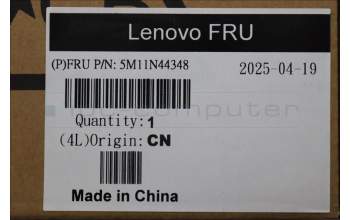 Lenovo FRU
(P)FRU P/N: 5M11N44348
2025-04-19
Quantity: 1
(4L)Origin: CN
Made in China